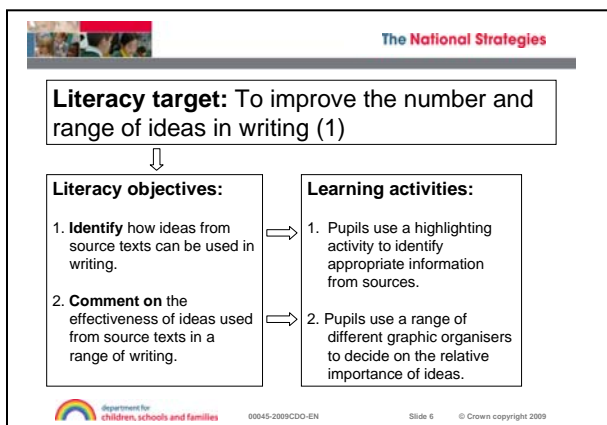 The National Strategies
Literacy target: To improve the number and
range of ideas in writing (1)
Literacy objectives:
1. Identify how ideas from
source texts can be used in
writing.
2. Comment on the
effectiveness of ideas used
from source texts in a
range of writing.
Learning activities:
1. Pupils use a highlighting
activity to identify
appropriate information
from sources.
2. Pupils use a range of
different graphic organisers
to decide on the relative
importance of ideas.
department for
children, schools and families
00045-2009CDO-EN
Slide 6
© Crown copyright 2009